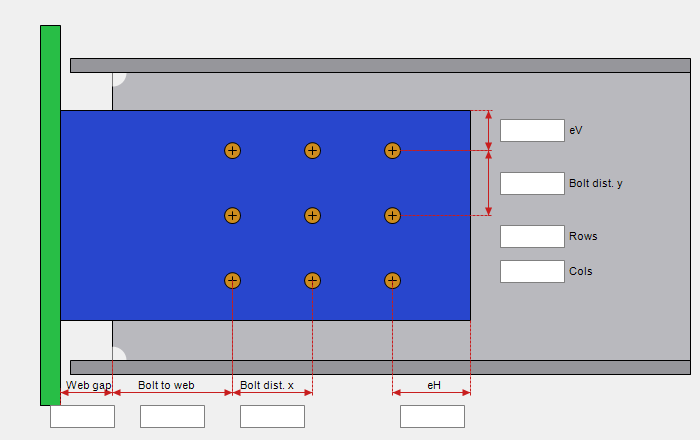 eV
Bolt dist. y
Rows
Cols
Web gap
Bolt to web
Bolt dist. x
eH